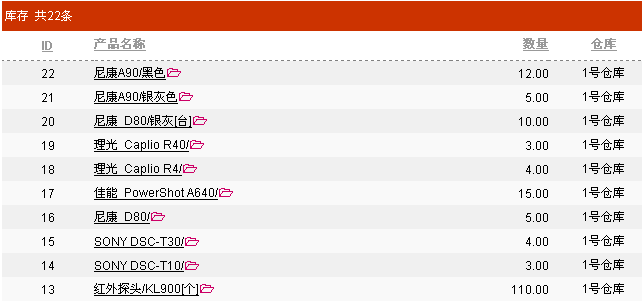 库存 共22条
ID 产品名称 数量 仓库
22 尼康A90/黑色 12.00 1号仓库
21 尼康A90/银灰色 5.00 1号仓库
20 尼康 D80/银灰[台] 10.00 1号仓库
19 理光 Caplio R40/ 3.00 1号仓库
18 理光 Caplio R4/ 4.00 1号仓库
17 佳能 PowerShot A640/ 15.00 1号仓库
16 尼康 D80/ 5.00 1号仓库
15 SONY DSC-T30/ 4.00 1号仓库
14 SONY DSC-T10/ 3.00 1号仓库
13 红外探头/KL900[个] 110.00 1号仓库